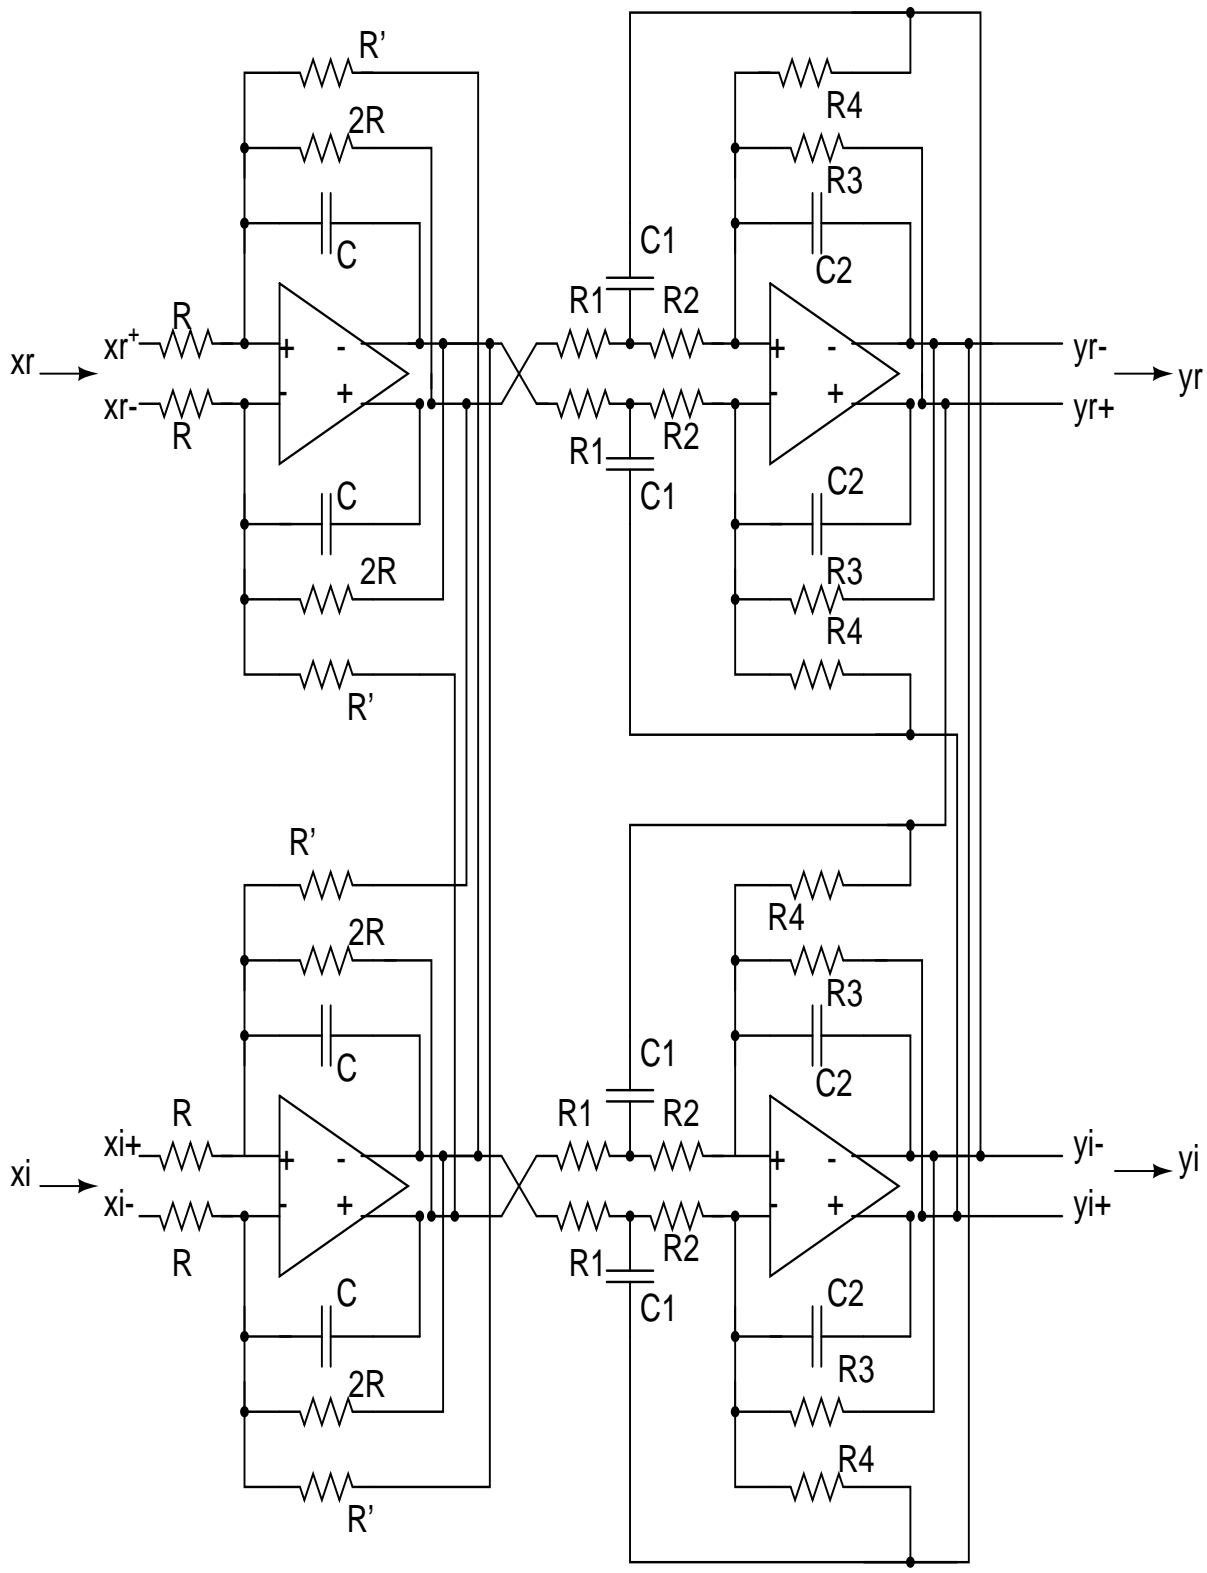 R’
2R
R4
R3
C
C1
C2
R
xr+
xr
xr-
R
+
-
-
+
R1
R2
R1
R2
+
-
-
+
yr-
yr
yr+
C
C1
C2
2R
R3
R4
R’
R’
2R
R4
R3
C
C1
C2
R
xi+
xi
xi-
R
+
-
-
+
R1
R2
R1
R2
+
-
-
+
yi-
yi
yi+
C
C1
C2
2R
R3
R4
R’